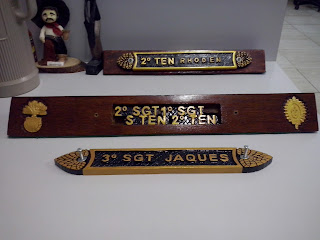 2º TEN RHODEN
2º SGT 1º SGT
S TEN 2º TEN
3º SGT JAQUES